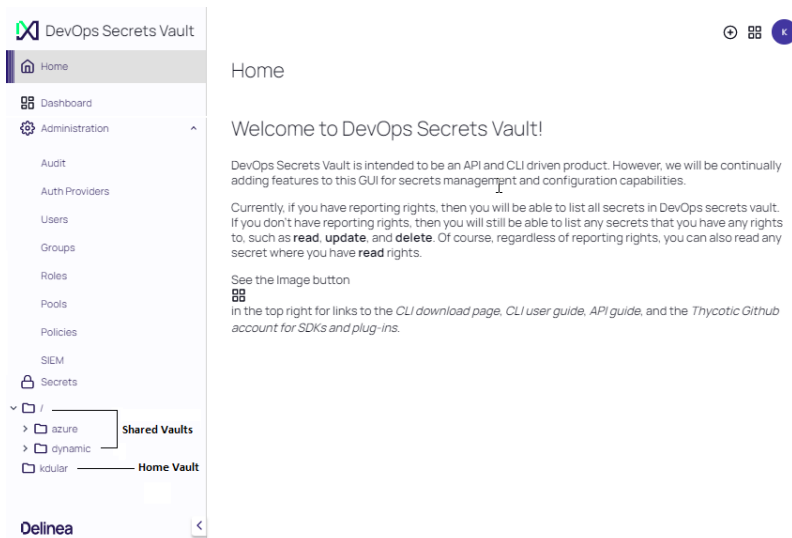 DevOps Secrets Vault
K
Home
Dashboard
Administration
Audit
Auth Providers
Users
Groups
Roles
Pools
Policies
SIEM
Secrets
/
azure
dynamic
Shared Vaults
kdular
Home Vault
Delinea
Home
Welcome to DevOps Secrets Vault!
DevOps Secrets Vault is intended to be an API and CLI driven product. However, we will be continually
adding features to this GUI for secrets management and configuration capabilities.
Currently, if you have reporting rights, then you will be able to list all secrets in DevOps secrets vault.
If you don't have reporting rights, then you will still be able to list any secrets that you have any rights
to, such as read, update, and delete. Of course, regardless of reporting rights, you can also read any
secret where you have read rights.
See the Image button
in the top right for links to the CLI download page, CLI user guide, API guide, and the Thycotic Github
account for SDKs and plug-ins.